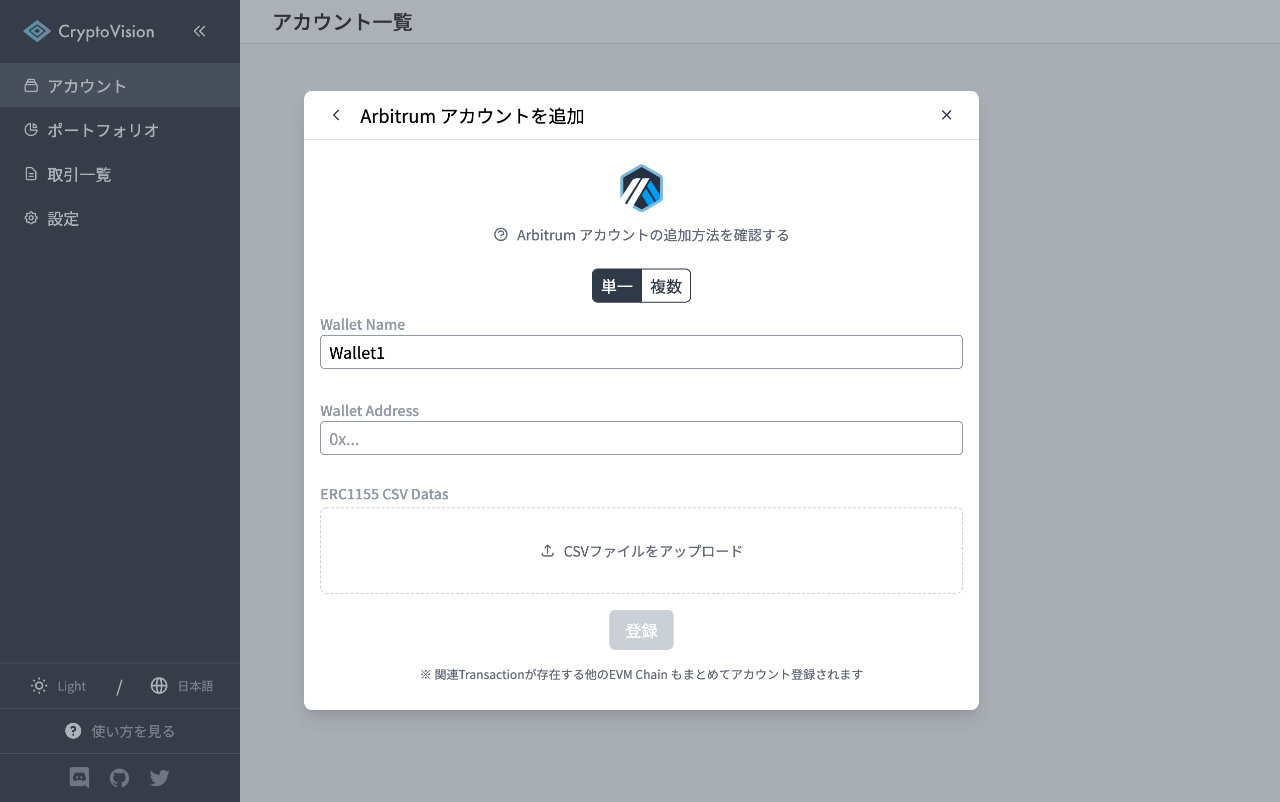 CryptoVision
アカウント
ポートフォリオ
取引一覧
設定
Light / 日本語
使い方を見る
アカウント一覧
Arbitrum アカウントを追加
Arbitrum アカウントの追加方法を確認する
単一 複数
Wallet Name
Wallet1
Wallet Address
0x...
ERC1155 CSV Datas
CSVファイルをアップロード
登録
※ 関連Transactionが存在する他のEVM Chain もまとめてアカウント登録されます